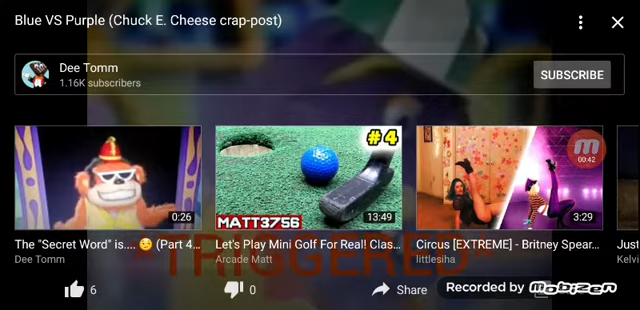 Blue VS Purple (Chuck E. Cheese crap-post)
Dee Tomm
1.16K subscribers
SUBSCRIBE
0:26
#4
MATT3756
13:49
00:42
3:29
The "Secret Word" is.... 😉 (Part 4...
Dee Tomm
Let's Play Mini Golf For Real! Clas...
Arcade Matt
Circus [EXTREME] - Britney Spear...
littlesiha
Just
Kelvi
TRIGGERED
6
0
Share
Recorded by Mobizen